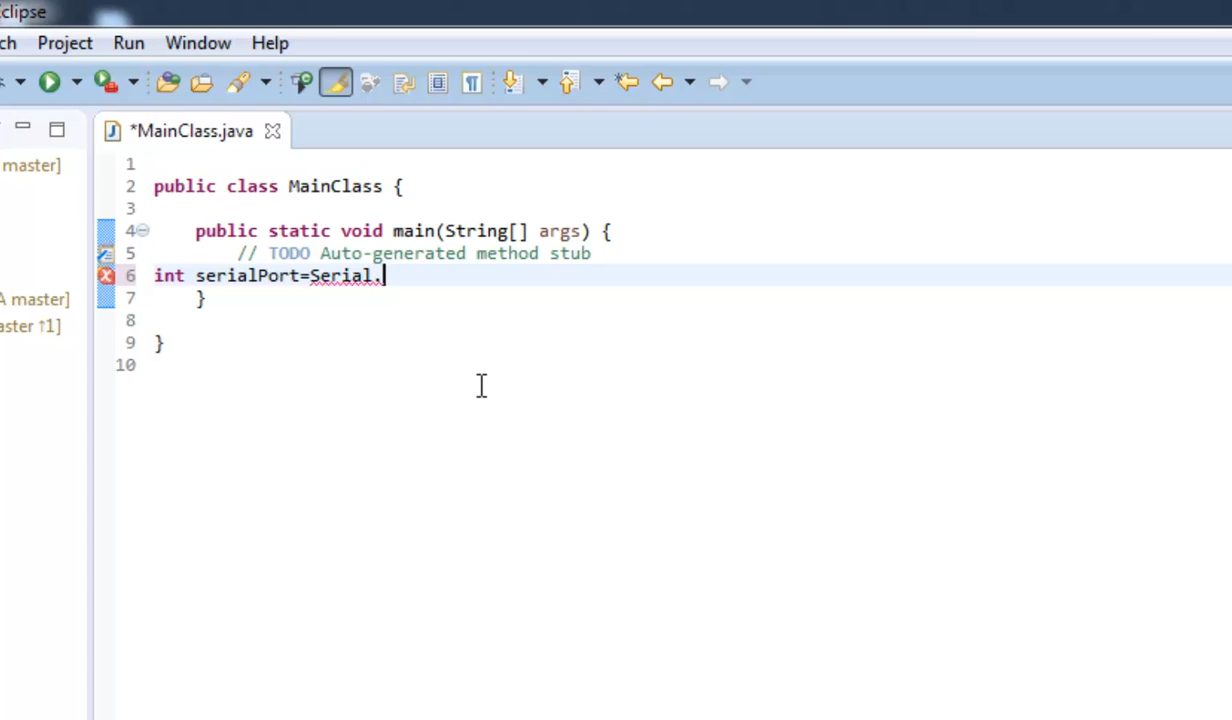 Eclipse
ch Project Run Window Help
*MainClass.java
master]
A master]
aster ↑1]
1
2 public class MainClass {
3
4 public static void main(String[] args) {
5 // TODO Auto-generated method stub
6 int serialPort=Serial.
7 }
8
9 }
10